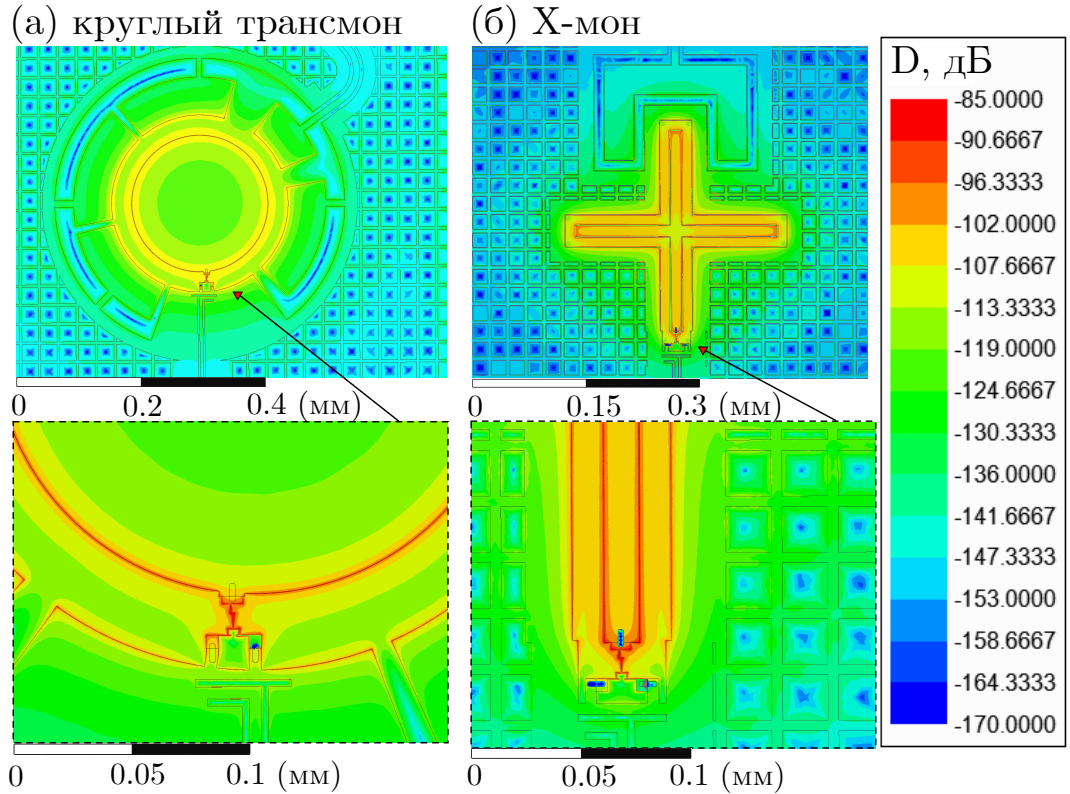 (а) круглый трансмон
(б) Х-мон
D, дБ
-85.0000
-90.6667
-96.3333
-102.0000
-107.6667
-113.3333
-119.0000
-124.6667
-130.3333
-136.0000
-141.6667
-147.3333
-153.0000
-158.6667
-164.3333
-170.0000
0 0.2 0.4 (мм)
0 0.15 0.3 (мм)
0 0.05 0.1 (мм)
0 0.05 0.1 (мм)